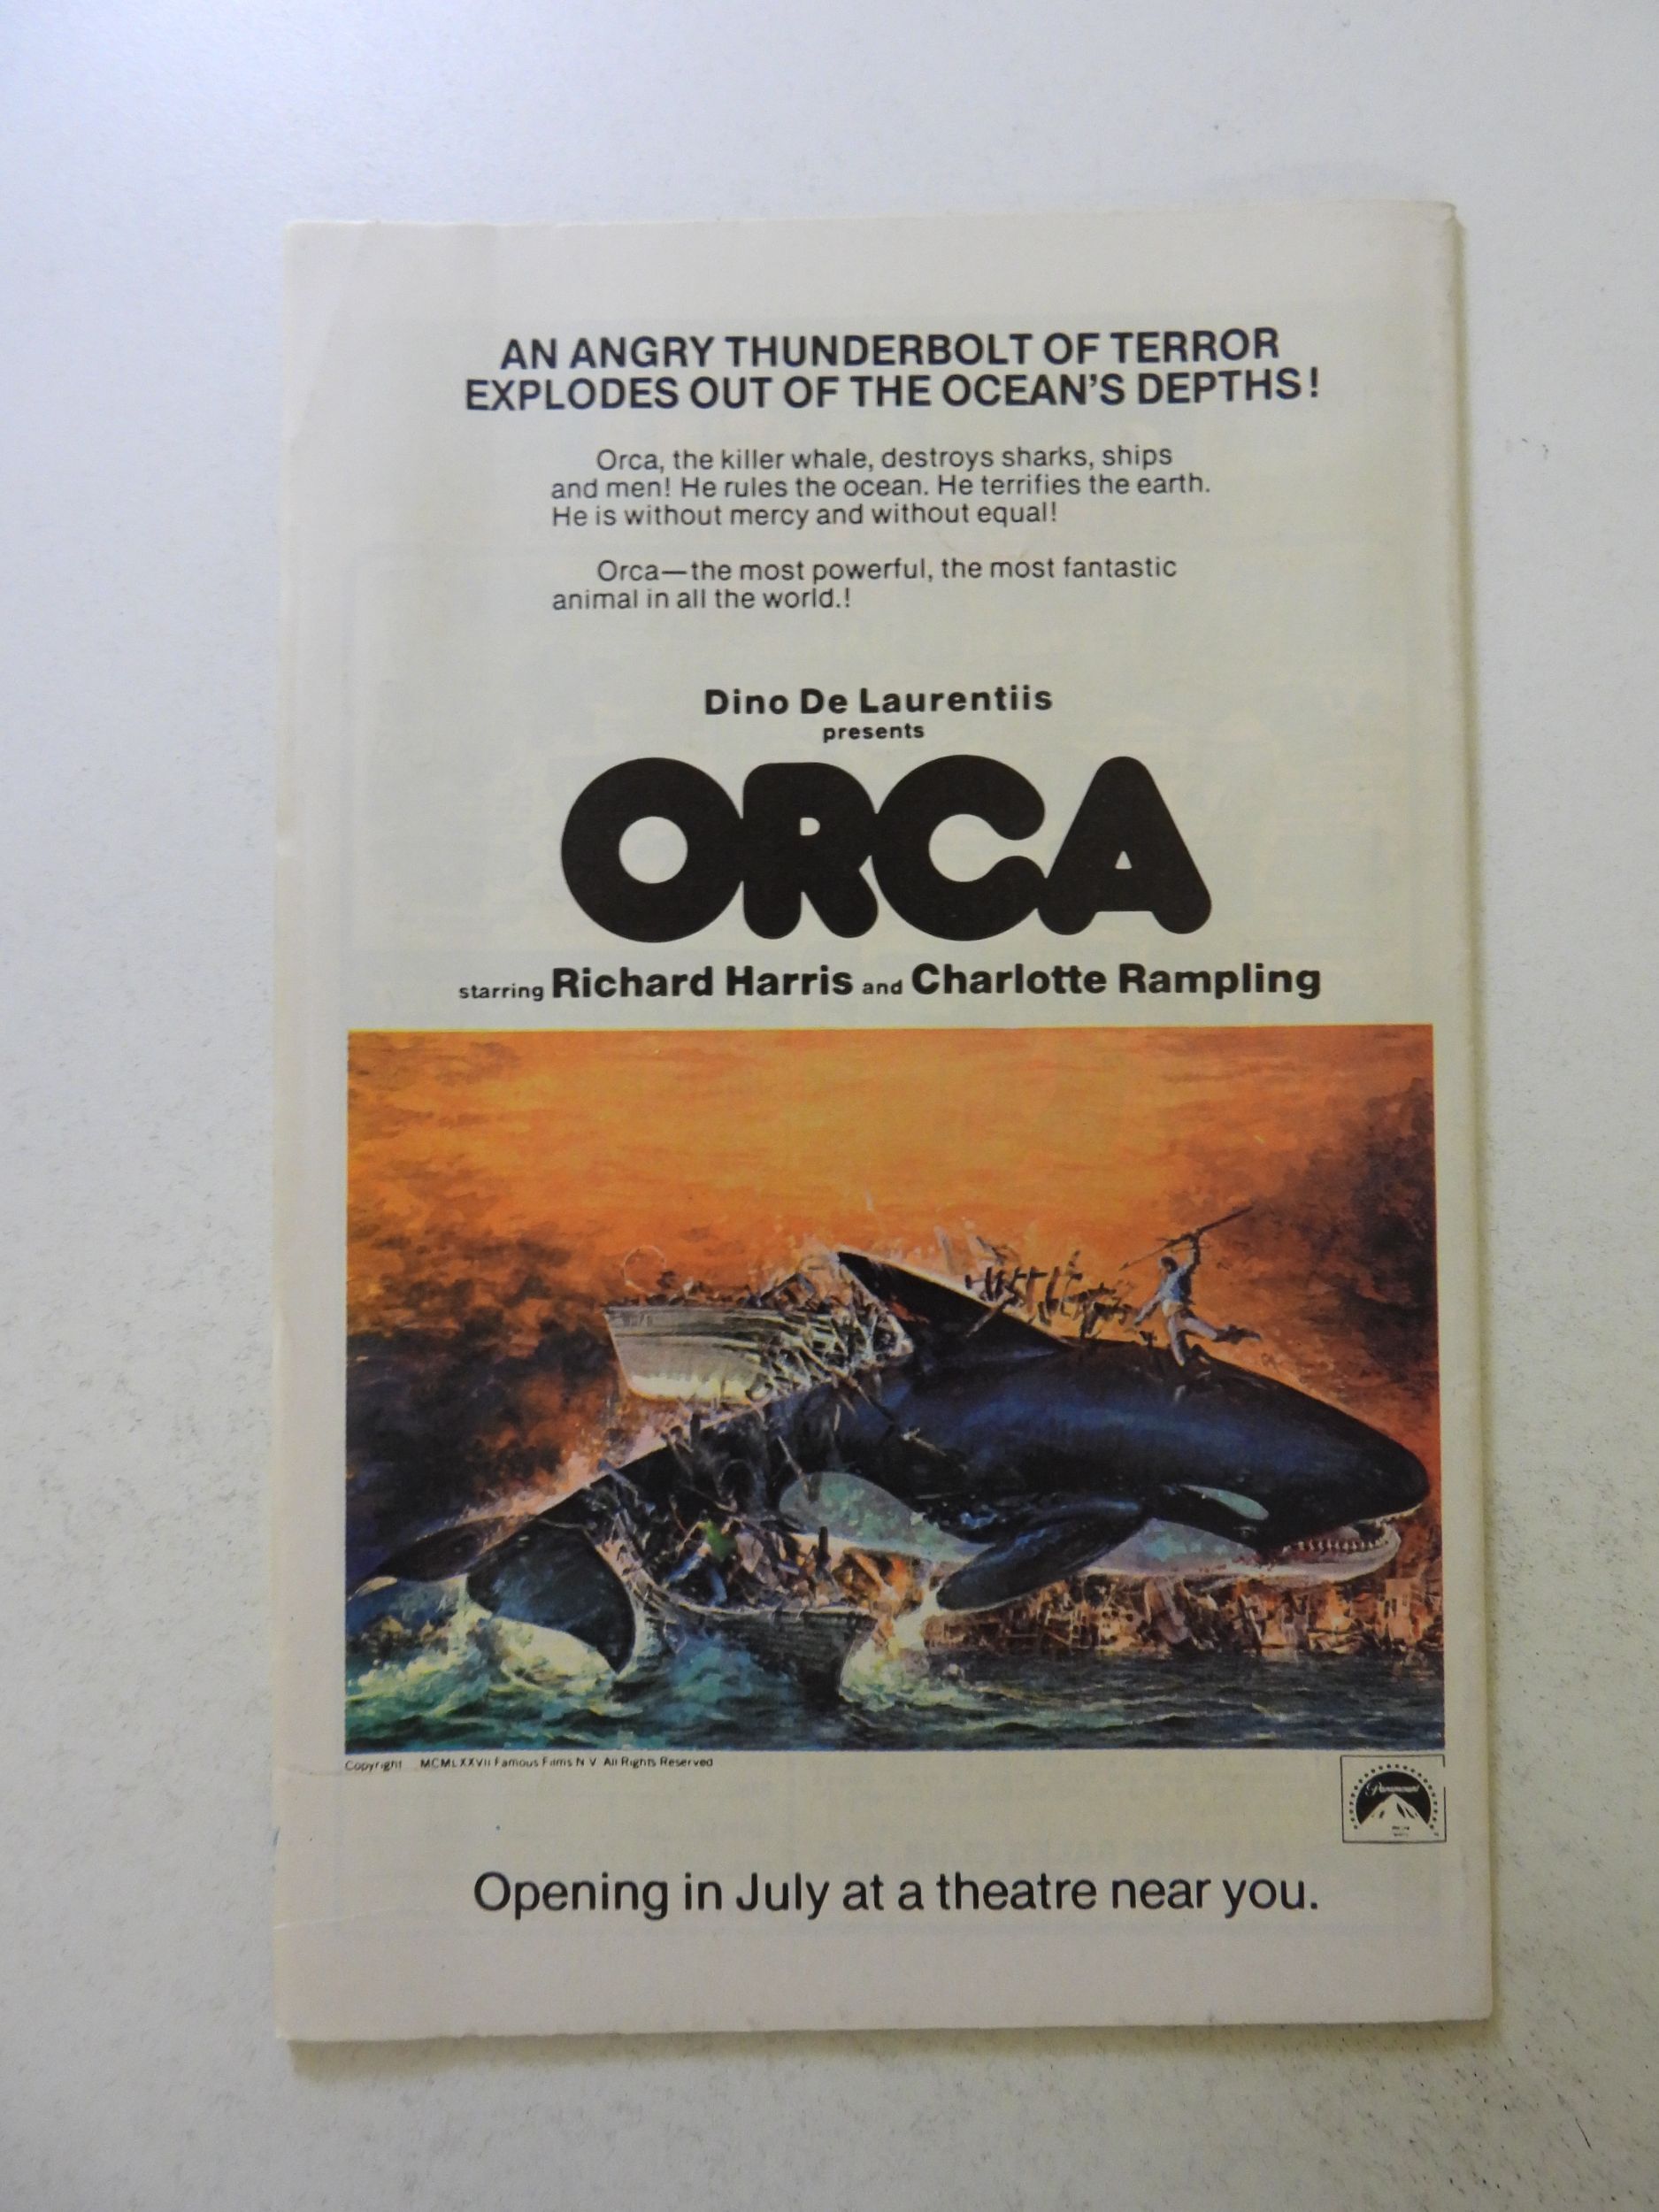 AN ANGRY THUNDERBOLT OF TERROR
EXPLODES OUT OF THE OCEAN'S DEPTHS!
Orca, the killer whale, destroys sharks, ships
and men! He rules the ocean. He terrifies the earth.
He is without mercy and without equal!
Orca—the most powerful, the most fantastic
animal in all the world.!
Dino De Laurentiis
presents
ORCA
starring Richard Harris and Charlotte Rampling
Copyright MCMLXXVII Famous Films N V All Rights Reserved
Paramount
Opening in July at a theatre near you.